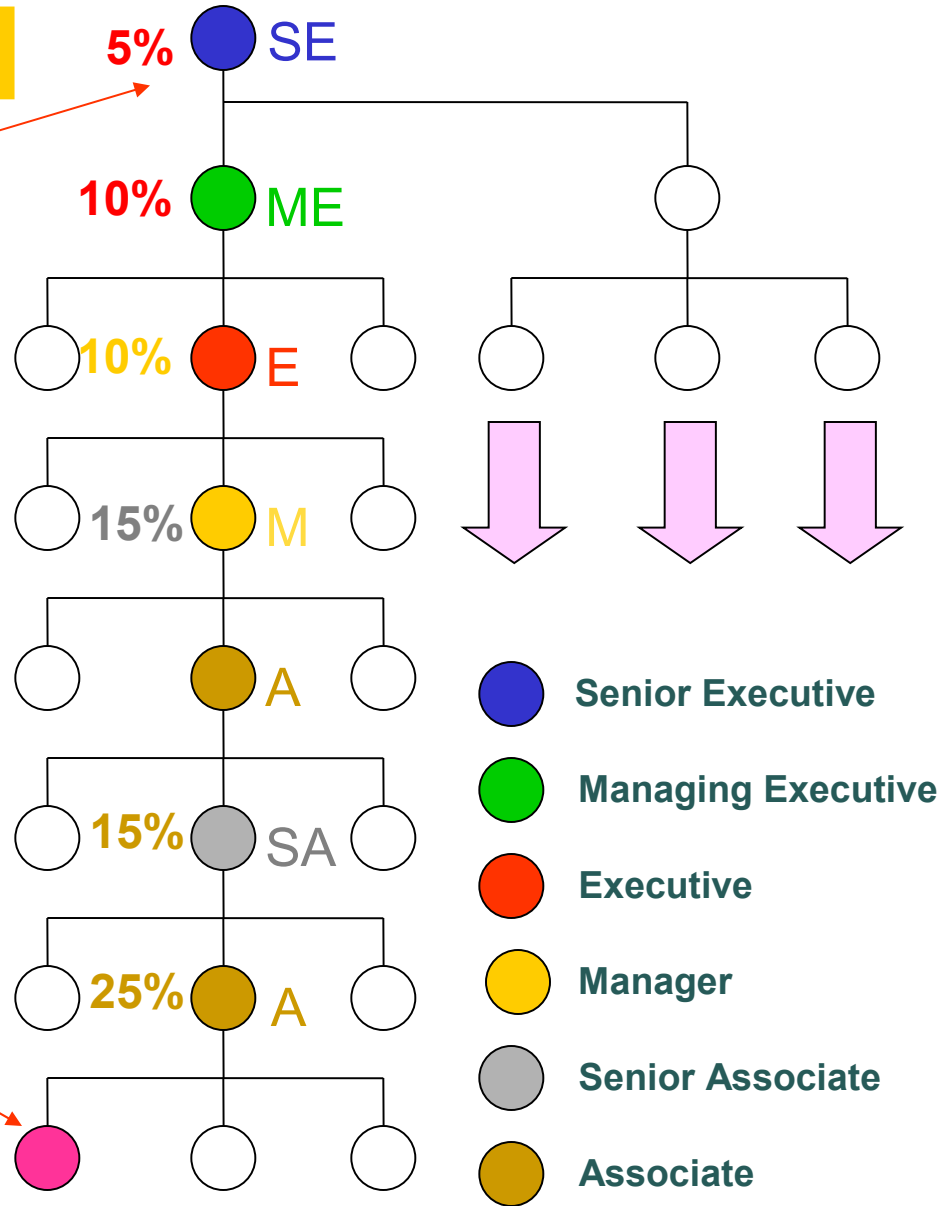 5% SE
10% ME
10% E
15% M
A
15% SA
25% A
Senior Executive
Managing Executive
Executive
Manager
Senior Associate
Associate